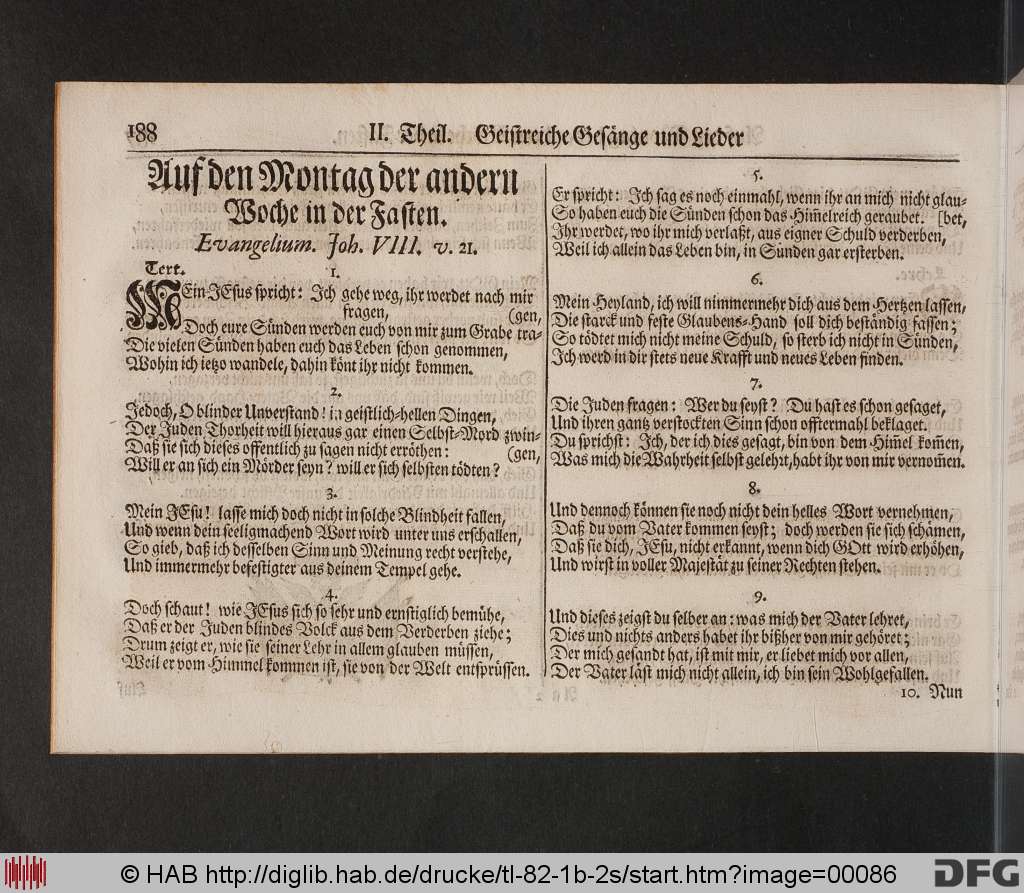 188 II. Theil. Geistreiche Gesänge und Lieder
Auf den Montag der andern
Woche in der Fasten.
Evangelium. Joh. VIII. v. 21.
Text. 1.
MEin JEsus spricht: Ich gehe weg, ihr werdet nach mir
fragen, (gen,
Doch eure Sünden werden euch von mir zum Grabe tra-
Die vielen Sünden haben euch das Leben schon genommen,
Wohin ich ietzo wandele, dahin könt ihr nicht kommen.
2.
Jedoch, O blinder Unverstand! in geistlich-hellen Dingen,
Der Juden Thorheit will hieraus gar einen Selbst-Mord zwin-
Daß sie sich dieses offentlich zu sagen nicht erröthen: (gen,
Will er an sich ein Mörder seyn? will er sich selbsten tödten?
3.
Mein JEsu! lasse mich doch nicht in solche Blindheit fallen,
Und wenn dein seeligmachend Wort wird unter uns erschallen,
So gieb, daß ich desselben Sinn und Meinung recht verstehe,
Und immermehr befestigter aus deinem Tempel gehe.
4.
Doch schaut! wie JEsus sich so sehr und ernstiglich bemühe,
Daß er der Juden blindes Volck aus dem Verderben ziehe;
Drum zeigt er, wie sie seiner Lehr in allem glauben müssen,
Weil er vom Himmel kommen ist, sie von der Welt entsprüssen.
5.
Er spricht: Ich sag es noch einmahl, wenn ihr an mich nicht glau-
So haben euch die Sünden schon das Him̃elreich geraubet. [bet,
Ihr werdet, wo ihr mich verlaßt, aus eigner Schuld verderben,
Weil ich allein das Leben bin, in Sünden gar ersterben.
6.
Mein Heyland, ich will nimmermehr dich aus dem Hertzen lassen,
Die starck und feste Glaubens-Hand soll dich beständig fassen;
So tödtet mich nicht meine Schuld, so sterb ich nicht in Sünden,
Ich werd in dir stets neue Krafft und neues Leben finden.
7.
Die Juden fragen: Wer du seyst? Du hast es schon gesaget,
Und ihren gantz verstockten Sinn schon offtermahl beklaget.
Du sprichst: Ich, der ich dies gesagt, bin von dem Him̃el kom̃en,
Was mich die Wahrheit selbst gelehrt, habt ihr von mir vernom̃en.
8.
Und dennoch können sie noch nicht dein helles Wort vernehmen,
Daß du vom Vater kommen seyst; doch werden sie sich schämen,
Daß sie dich, JEsu, nicht erkannt, wenn dich GOtt wird erhöhen,
Und wirst in voller Majestät zu seiner Rechten stehen.
9.
Und dieses zeigst du selber an: was mich der Vater lehret,
Dies und nichts anders habet ihr bißher von mir gehöret;
Der mich gesandt hat, ist mit mir, er liebet mich vor allen,
Der Vater läst mich nicht allein, ich bin sein Wohlgefallen.
10. Nun
© HAB http://diglib.hab.de/drucke/tl-82-1b-2s/start.htm?image=00086
DFG